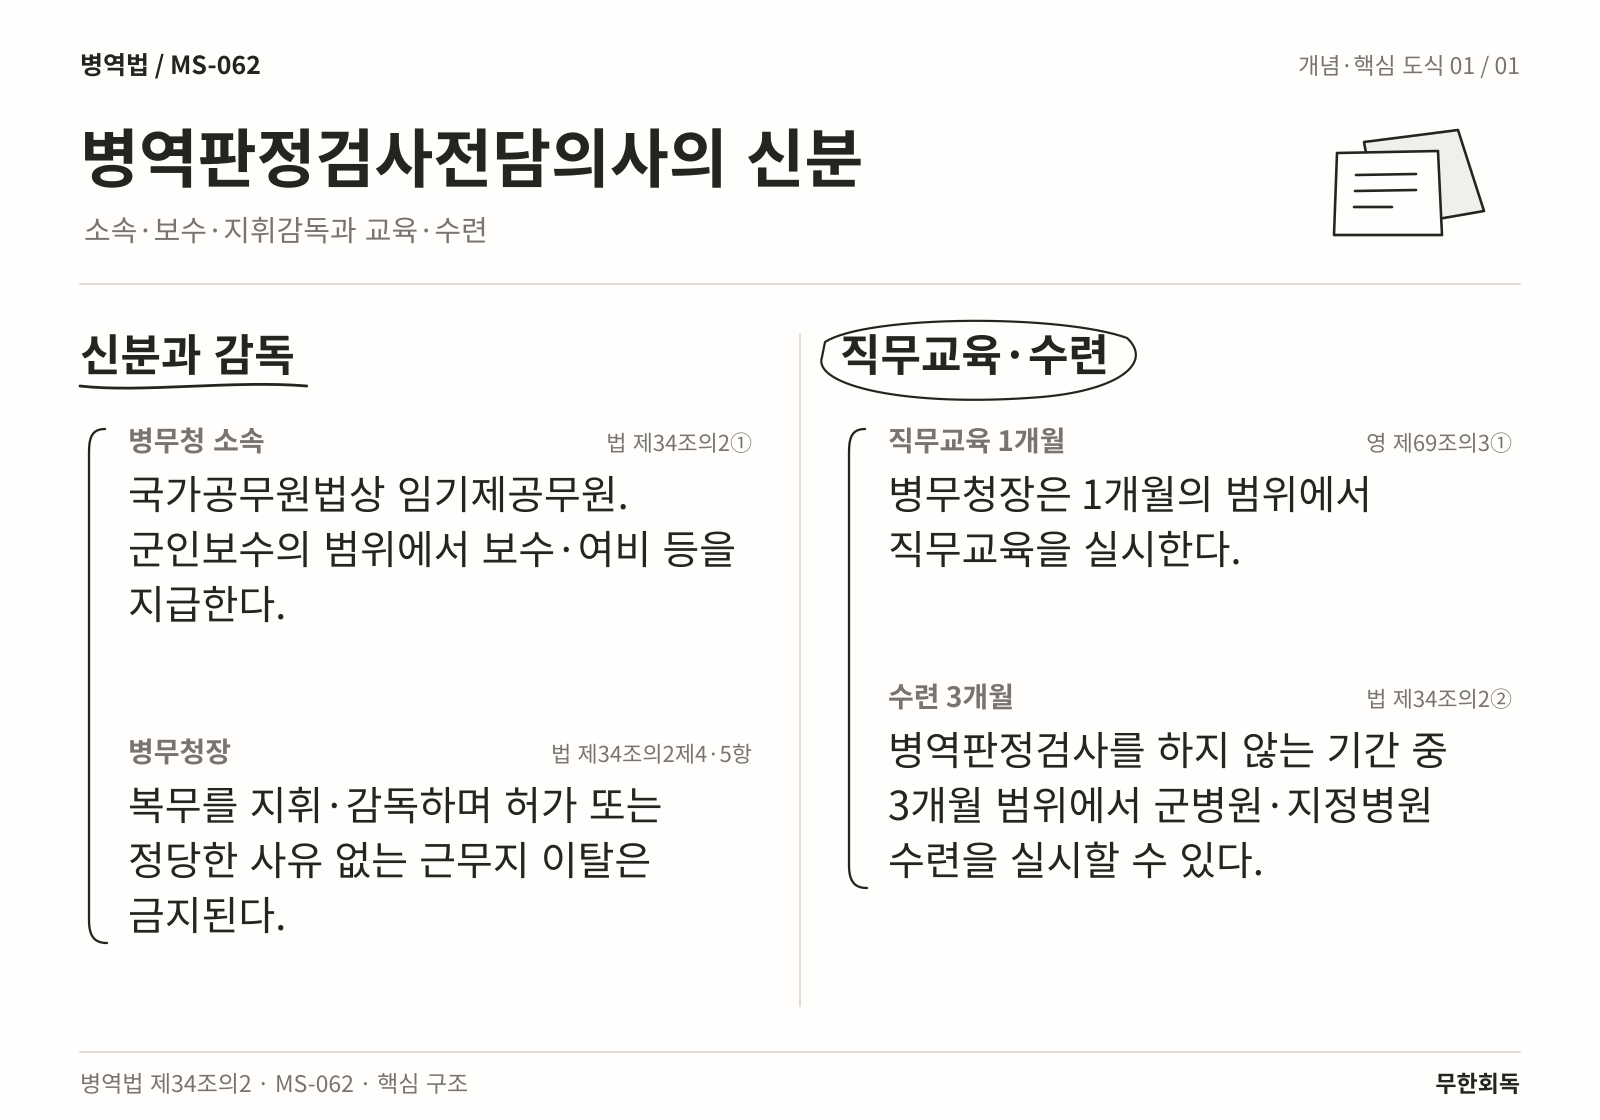 병역법 / MS-062
개념·핵심 도식 01 / 01
병역판정검사전담의사의 신분
소속·보수·지휘감독과 교육·수련
신분과 감독
병무청 소속
법 제34조의2①
국가공무원법상 임기제공무원.
군인보수의 범위에서 보수·여비 등을
지급한다.
병무청장
법 제34조의2제4·5항
복무를 지휘·감독하며 허가 또는
정당한 사유 없는 근무지 이탈은
금지된다.
직무교육·수련
직무교육 1개월
영 제69조의3①
병무청장은 1개월의 범위에서
직무교육을 실시한다.
수련 3개월
법 제34조의2②
병역판정검사를 하지 않는 기간 중
3개월 범위에서 군병원·지정병원
수련을 실시할 수 있다.
병역법 제34조의2 · MS-062 · 핵심 구조
무한회독